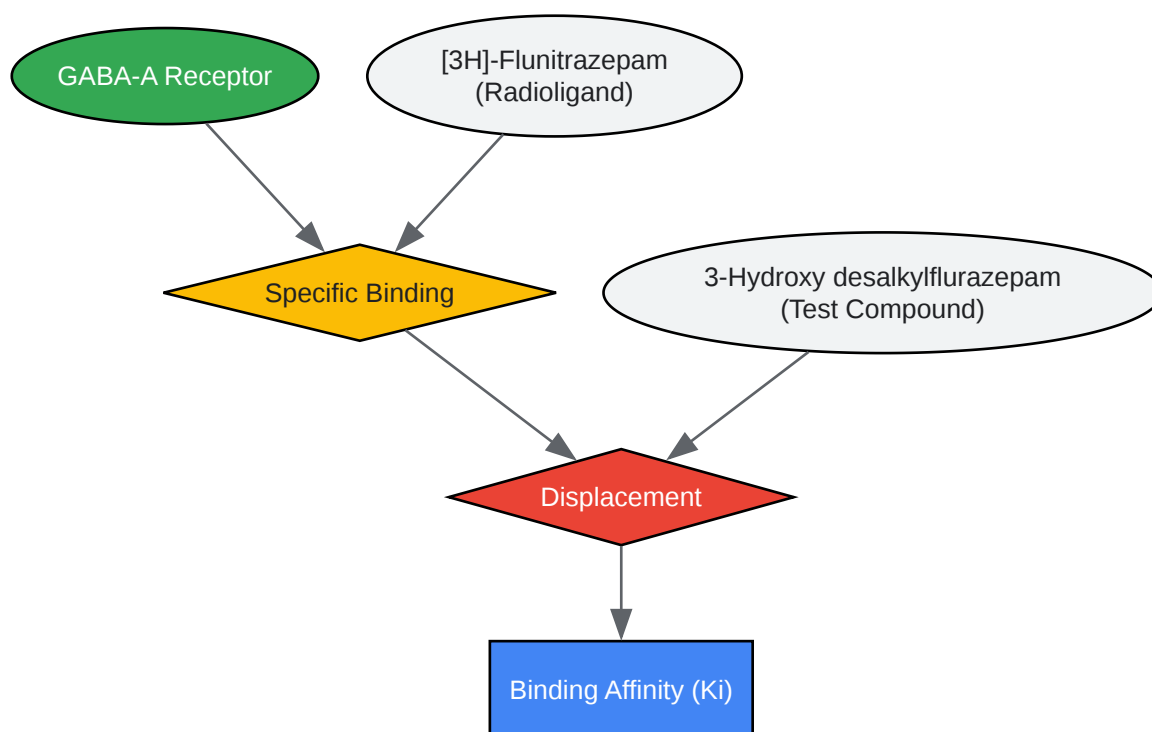 GABA-A Receptor
[3H]-Flunitrazepam
(Radioligand)
Specific Binding
3-Hydroxy desalkylflurazepam
(Test Compound)
Displacement
Binding Affinity (Ki)